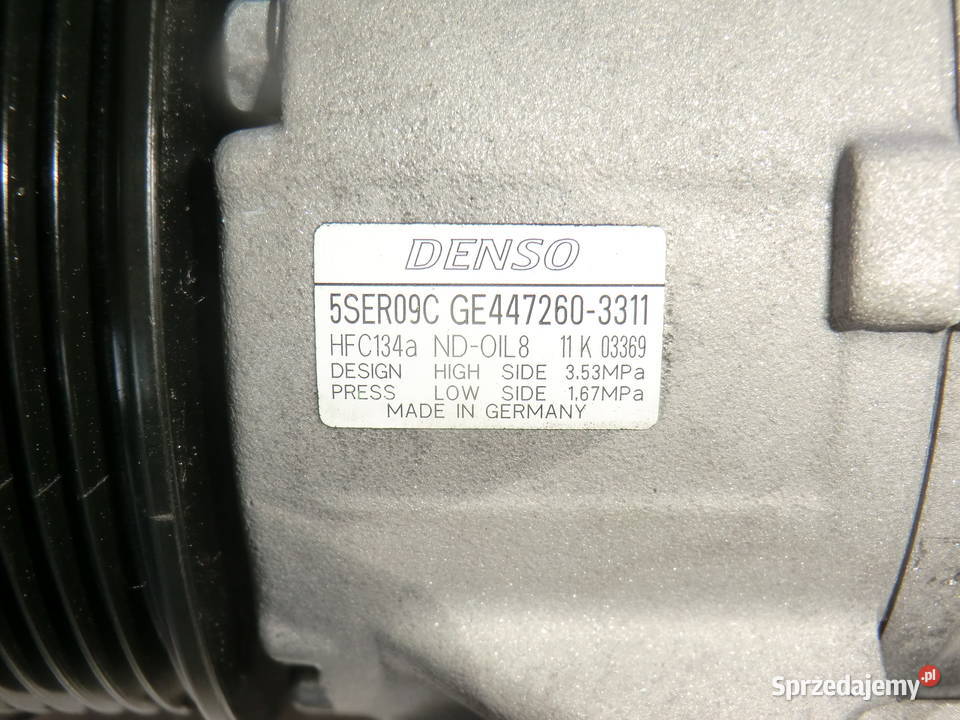 DENSO
5SER09C GE447260-3311
HFC134a ND-OIL8 11 K 03369
DESIGN HIGH SIDE 3.53MPa
PRESS LOW SIDE 1.67MPa
MADE IN GERMANY
Sprzedajemy.pl